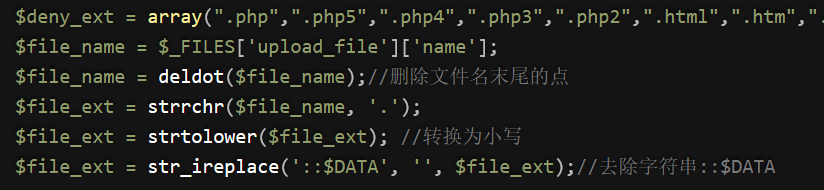 $deny_ext = array(".php",".php5",".php4",".php3",".php2",".html",".htm",".
$file_name = $_FILES['upload_file']['name'];
$file_name = deldot($file_name);//删除文件名末尾的点
$file_ext = strrchr($file_name, '.');
$file_ext = strtolower($file_ext); //转换为小写
$file_ext = str_ireplace('::$DATA', '', $file_ext);//去除字符串::$DATA